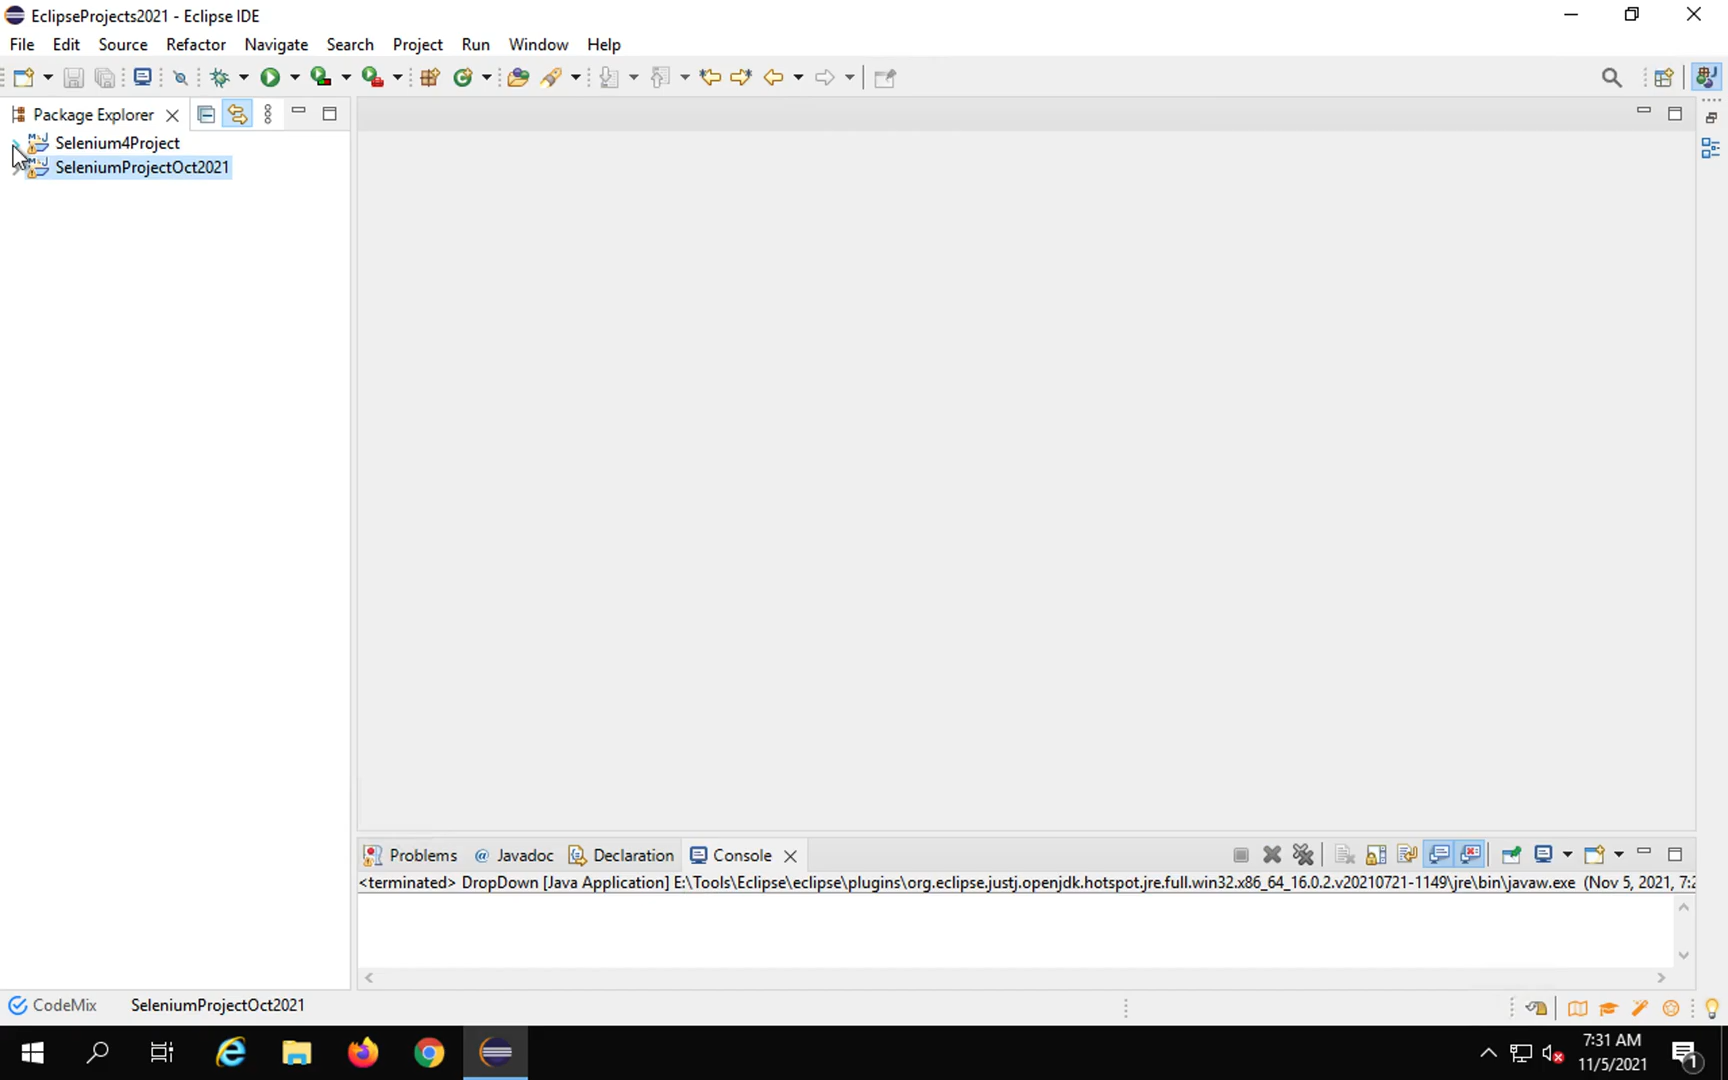 EclipseProjects2021 - Eclipse IDE
File Edit Source Refactor Navigate Search Project Run Window Help
Package Explorer
Selenium4Project
SeleniumProjectOct2021
Problems @ Javadoc Declaration Console
<terminated> DropDown [Java Application] E:\Tools\Eclipse\eclipse\plugins\org.eclipse.justj.openjdk.hotspot.jre.full.win32.x86_64_16.0.2.v20210721-1149\jre\bin\javaw.exe (Nov 5, 2021, 7:2
CodeMix SeleniumProjectOct2021
7:31 AM
11/5/2021
1